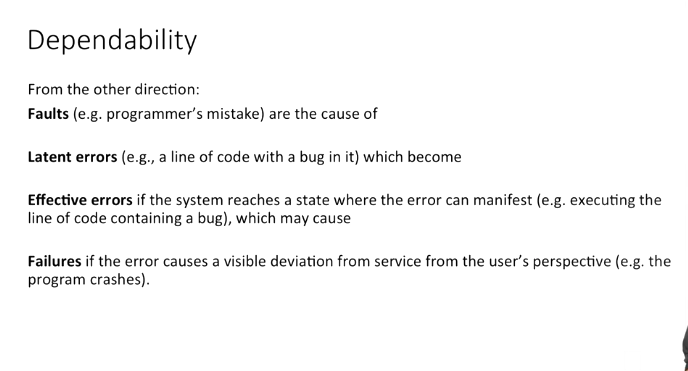 Dependability
From the other direction:
Faults (e.g. programmer’s mistake) are the cause of
Latent errors (e.g., a line of code with a bug in it) which become
Effective errors if the system reaches a state where the error can manifest (e.g. executing the
line of code containing a bug), which may cause
Failures if the error causes a visible deviation from service from the user’s perspective (e.g. the
program crashes).